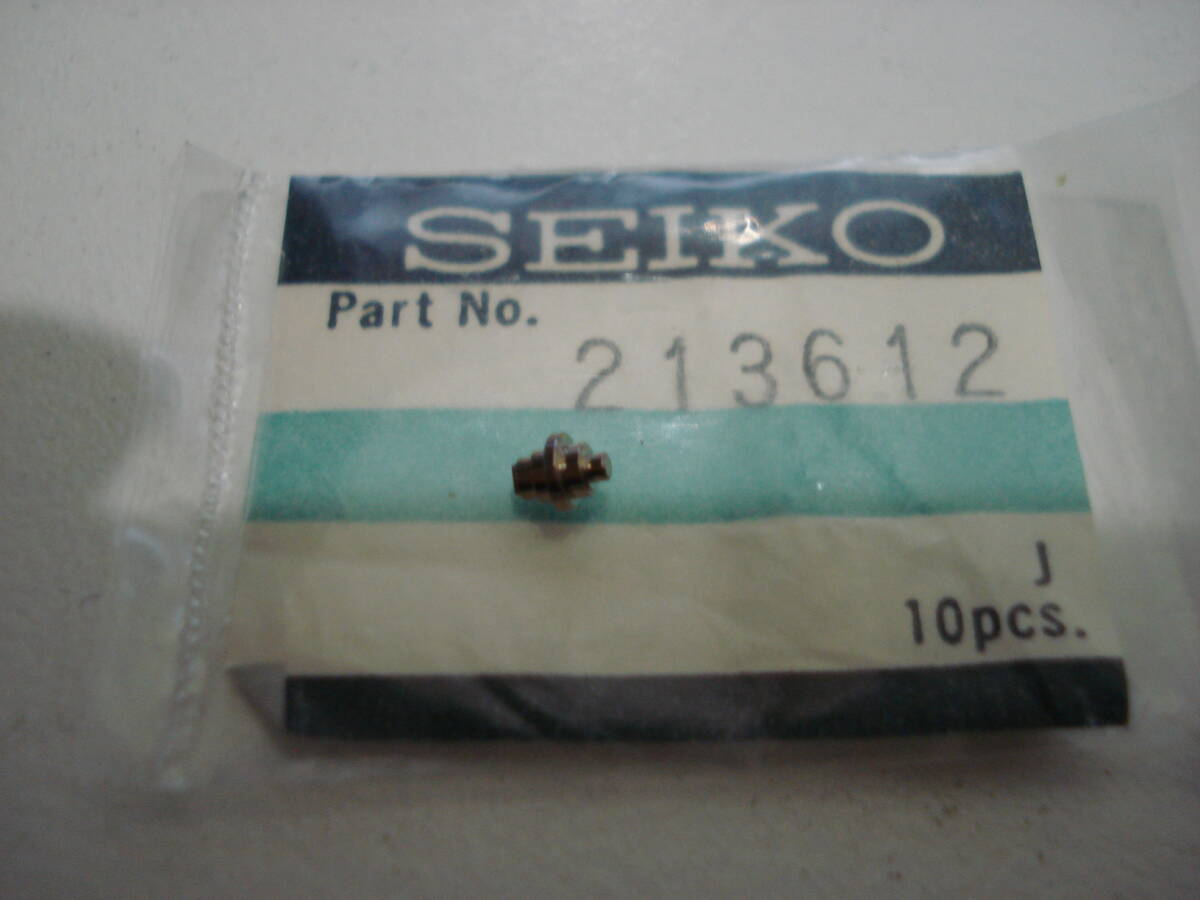 SEIKO
Part No.
213612
J
10pcs.